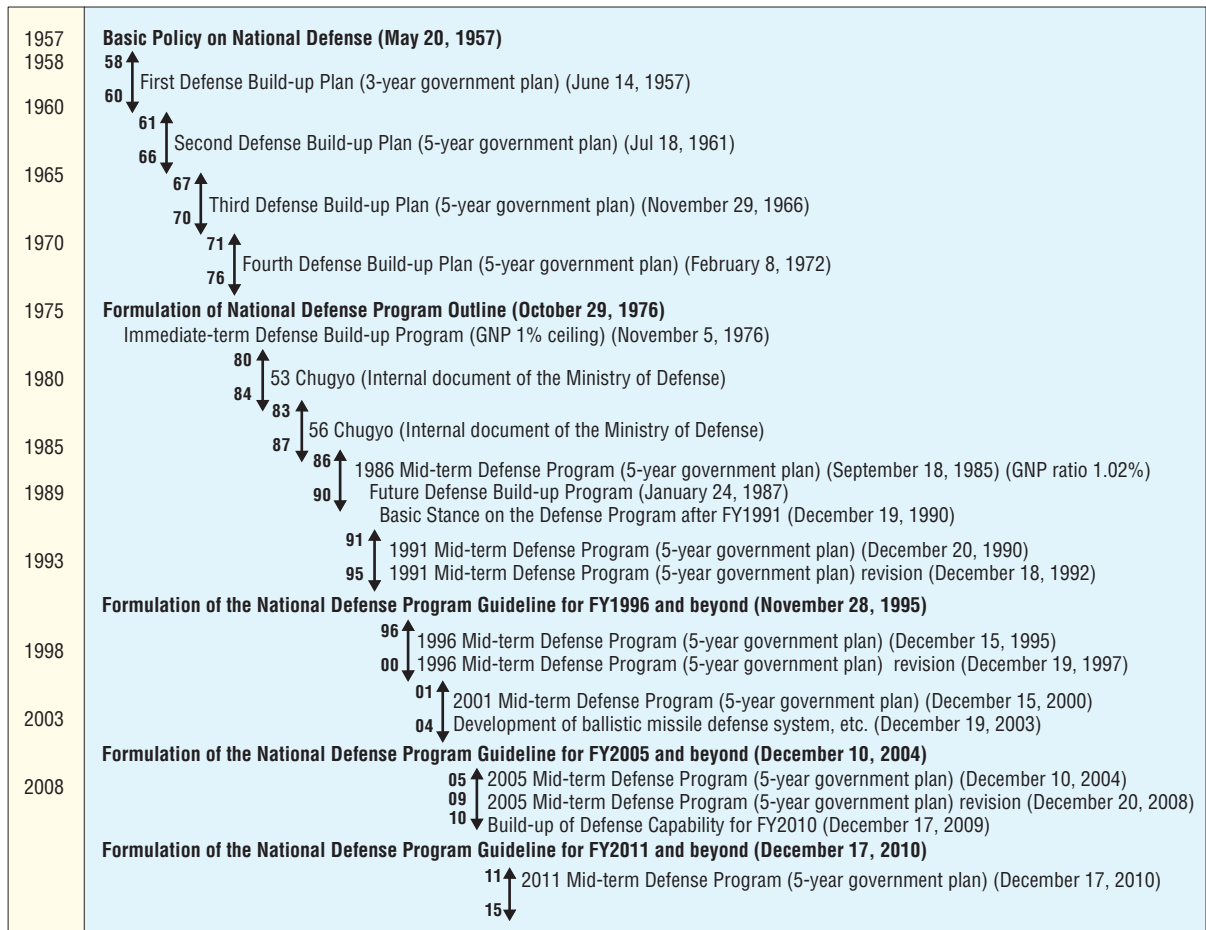 1957 Basic Policy on National Defense (May 20, 1957)
1958 58
First Defense Build-up Plan (3-year government plan) (June 14, 1957)
60
1960
61
Second Defense Build-up Plan (5-year government plan) (Jul 18, 1961)
66
1965
67
Third Defense Build-up Plan (5-year government plan) (November 29, 1966)
70
1970
71
Fourth Defense Build-up Plan (5-year government plan) (February 8, 1972)
76
1975 Formulation of National Defense Program Outline (October 29, 1976)
Immediate-term Defense Build-up Program (GNP 1% ceiling) (November 5, 1976)
80
1980 53 Chugyo (Internal document of the Ministry of Defense)
84
83
56 Chugyo (Internal document of the Ministry of Defense)
87
1985
86
1986 Mid-term Defense Program (5-year government plan) (September 18, 1985) (GNP ratio 1.02%)
1989 90 Future Defense Build-up Program (January 24, 1987)
Basic Stance on the Defense Program after FY1991 (December 19, 1990)
91
1991 Mid-term Defense Program (5-year government plan) (December 20, 1990)
1993
95 1991 Mid-term Defense Program (5-year government plan) revision (December 18, 1992)
Formulation of the National Defense Program Guideline for FY1996 and beyond (November 28, 1995)
96
1996 Mid-term Defense Program (5-year government plan) (December 15, 1995)
1998
00 1996 Mid-term Defense Program (5-year government plan) revision (December 19, 1997)
01
2001 Mid-term Defense Program (5-year government plan) (December 15, 2000)
2003 04 Development of ballistic missile defense system, etc. (December 19, 2003)
Formulation of the National Defense Program Guideline for FY2005 and beyond (December 10, 2004)
05 2005 Mid-term Defense Program (5-year government plan) (December 10, 2004)
2008
09 2005 Mid-term Defense Program (5-year government plan) revision (December 20, 2008)
10 Build-up of Defense Capability for FY2010 (December 17, 2009)
Formulation of the National Defense Program Guideline for FY2011 and beyond (December 17, 2010)
11 2011 Mid-term Defense Program (5-year government plan) (December 17, 2010)
15